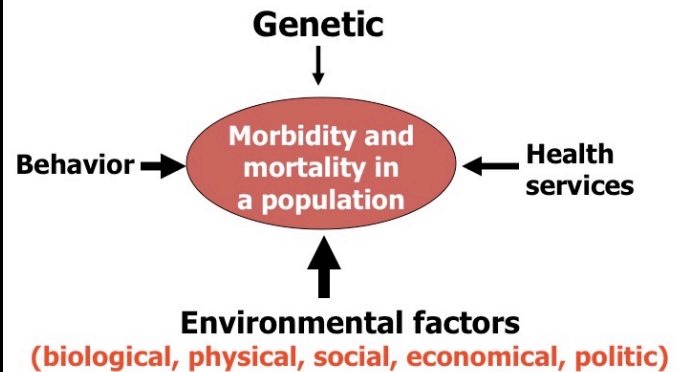 Genetic
Morbidity and
mortality in
a population
Behavior
Health
services
Environmental factors
(biological, physical, social, economical, politic)